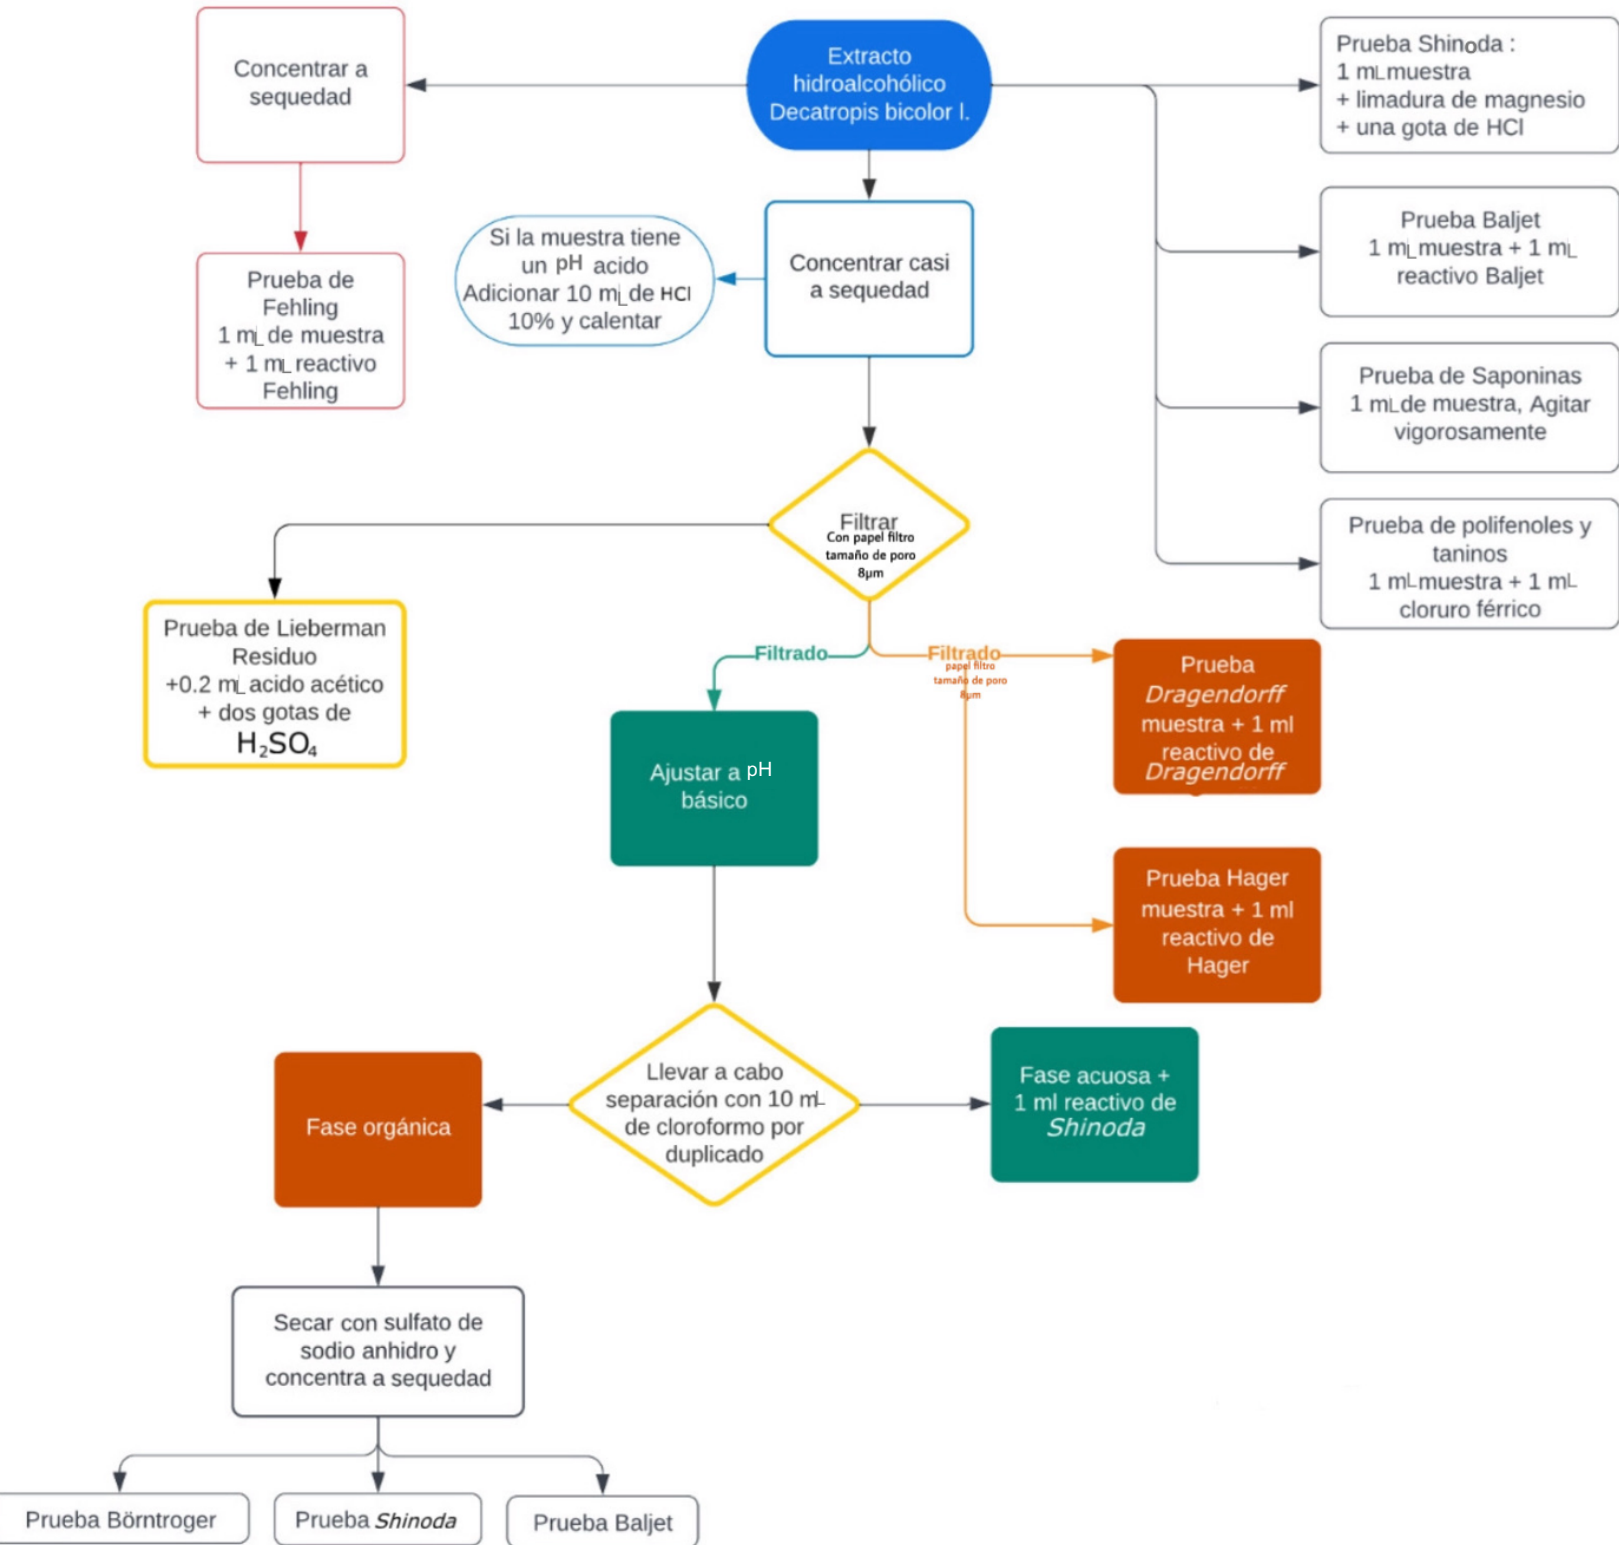 Concentrar a
sequedad
Extracto
hidroalcohólico
Decatropis bicolor l.
Prueba Shinoda :
1 mL muestra
+ limadura de magnesio
+ una gota de HCl
Prueba Baljet
1 mL muestra + 1 mL
reactivo Baljet
Prueba de Saponinas
1 mL de muestra, Agitar
vigorosamente
Prueba de polifenoles y
taninos
1 mL muestra + 1 mL
cloruro férrico
Prueba de
Fehling
1 mL de muestra
+ 1 mL reactivo
Fehling
Si la muestra tiene
un pH acido
Adicionar 10 mL de HCl
10% y calentar
Concentrar casi
a sequedad
Filtrar
Con papel filtro
tamaño de poro
8µm
Prueba de Lieberman
Residuo
+0.2 mL acido acético
+ dos gotas de
H₂SO₄
Filtrado
Filtrado
papel filtro
tamaño de poro
8µm
Prueba
Dragendorff
muestra + 1 ml
reactivo de
Dragendorff
Ajustar a pH
básico
Prueba Hager
muestra + 1 ml
reactivo de
Hager
Fase orgánica
Llevar a cabo
separación con 10 mL
de cloroformo por
duplicado
Fase acuosa +
1 ml reactivo de
Shinoda
Secar con sulfato de
sodio anhidro y
concentra a sequedad
Prueba Börntroger
Prueba Shinoda
Prueba Baljet